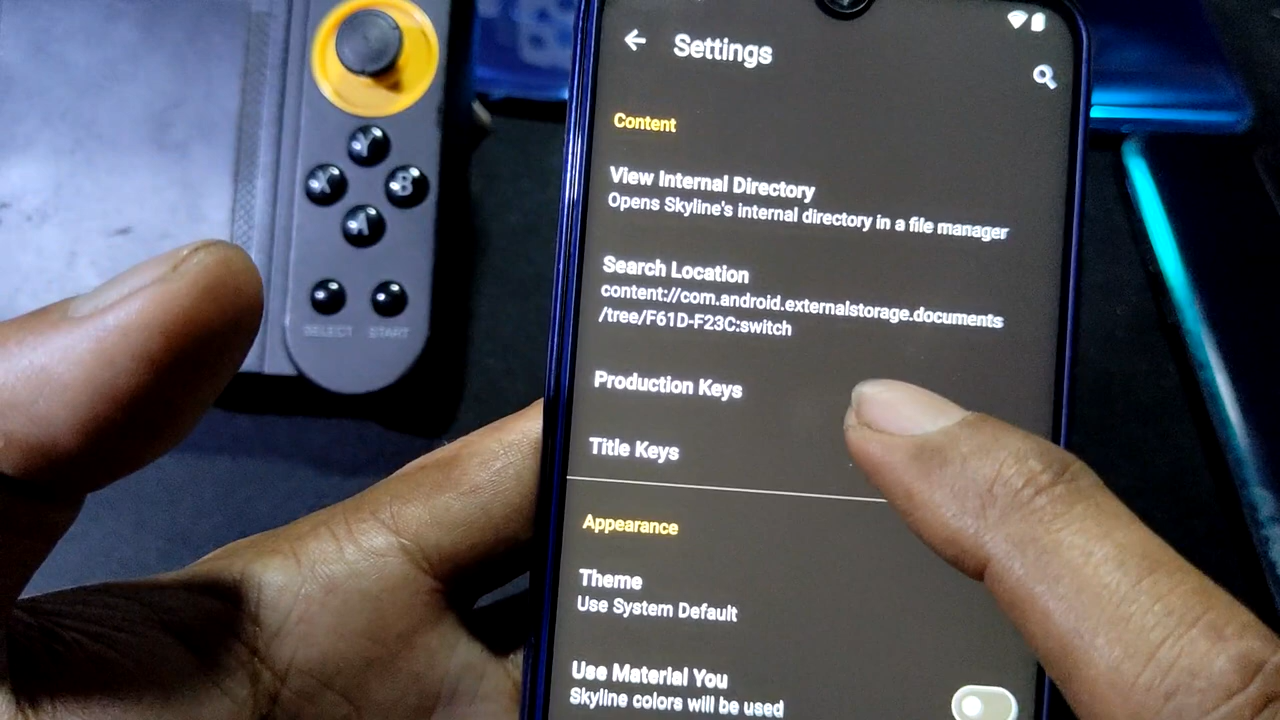 Settings
Content
View Internal Directory
Opens Skyline's internal directory in a file manager
Search Location
content://com.android.externalstorage.documents
/tree/F61D-F23C:switch
Production Keys
Title Keys
Appearance
Theme
Use System Default
Use Material You
Skyline colors will be used
Y
X
B
A
SELECT
START